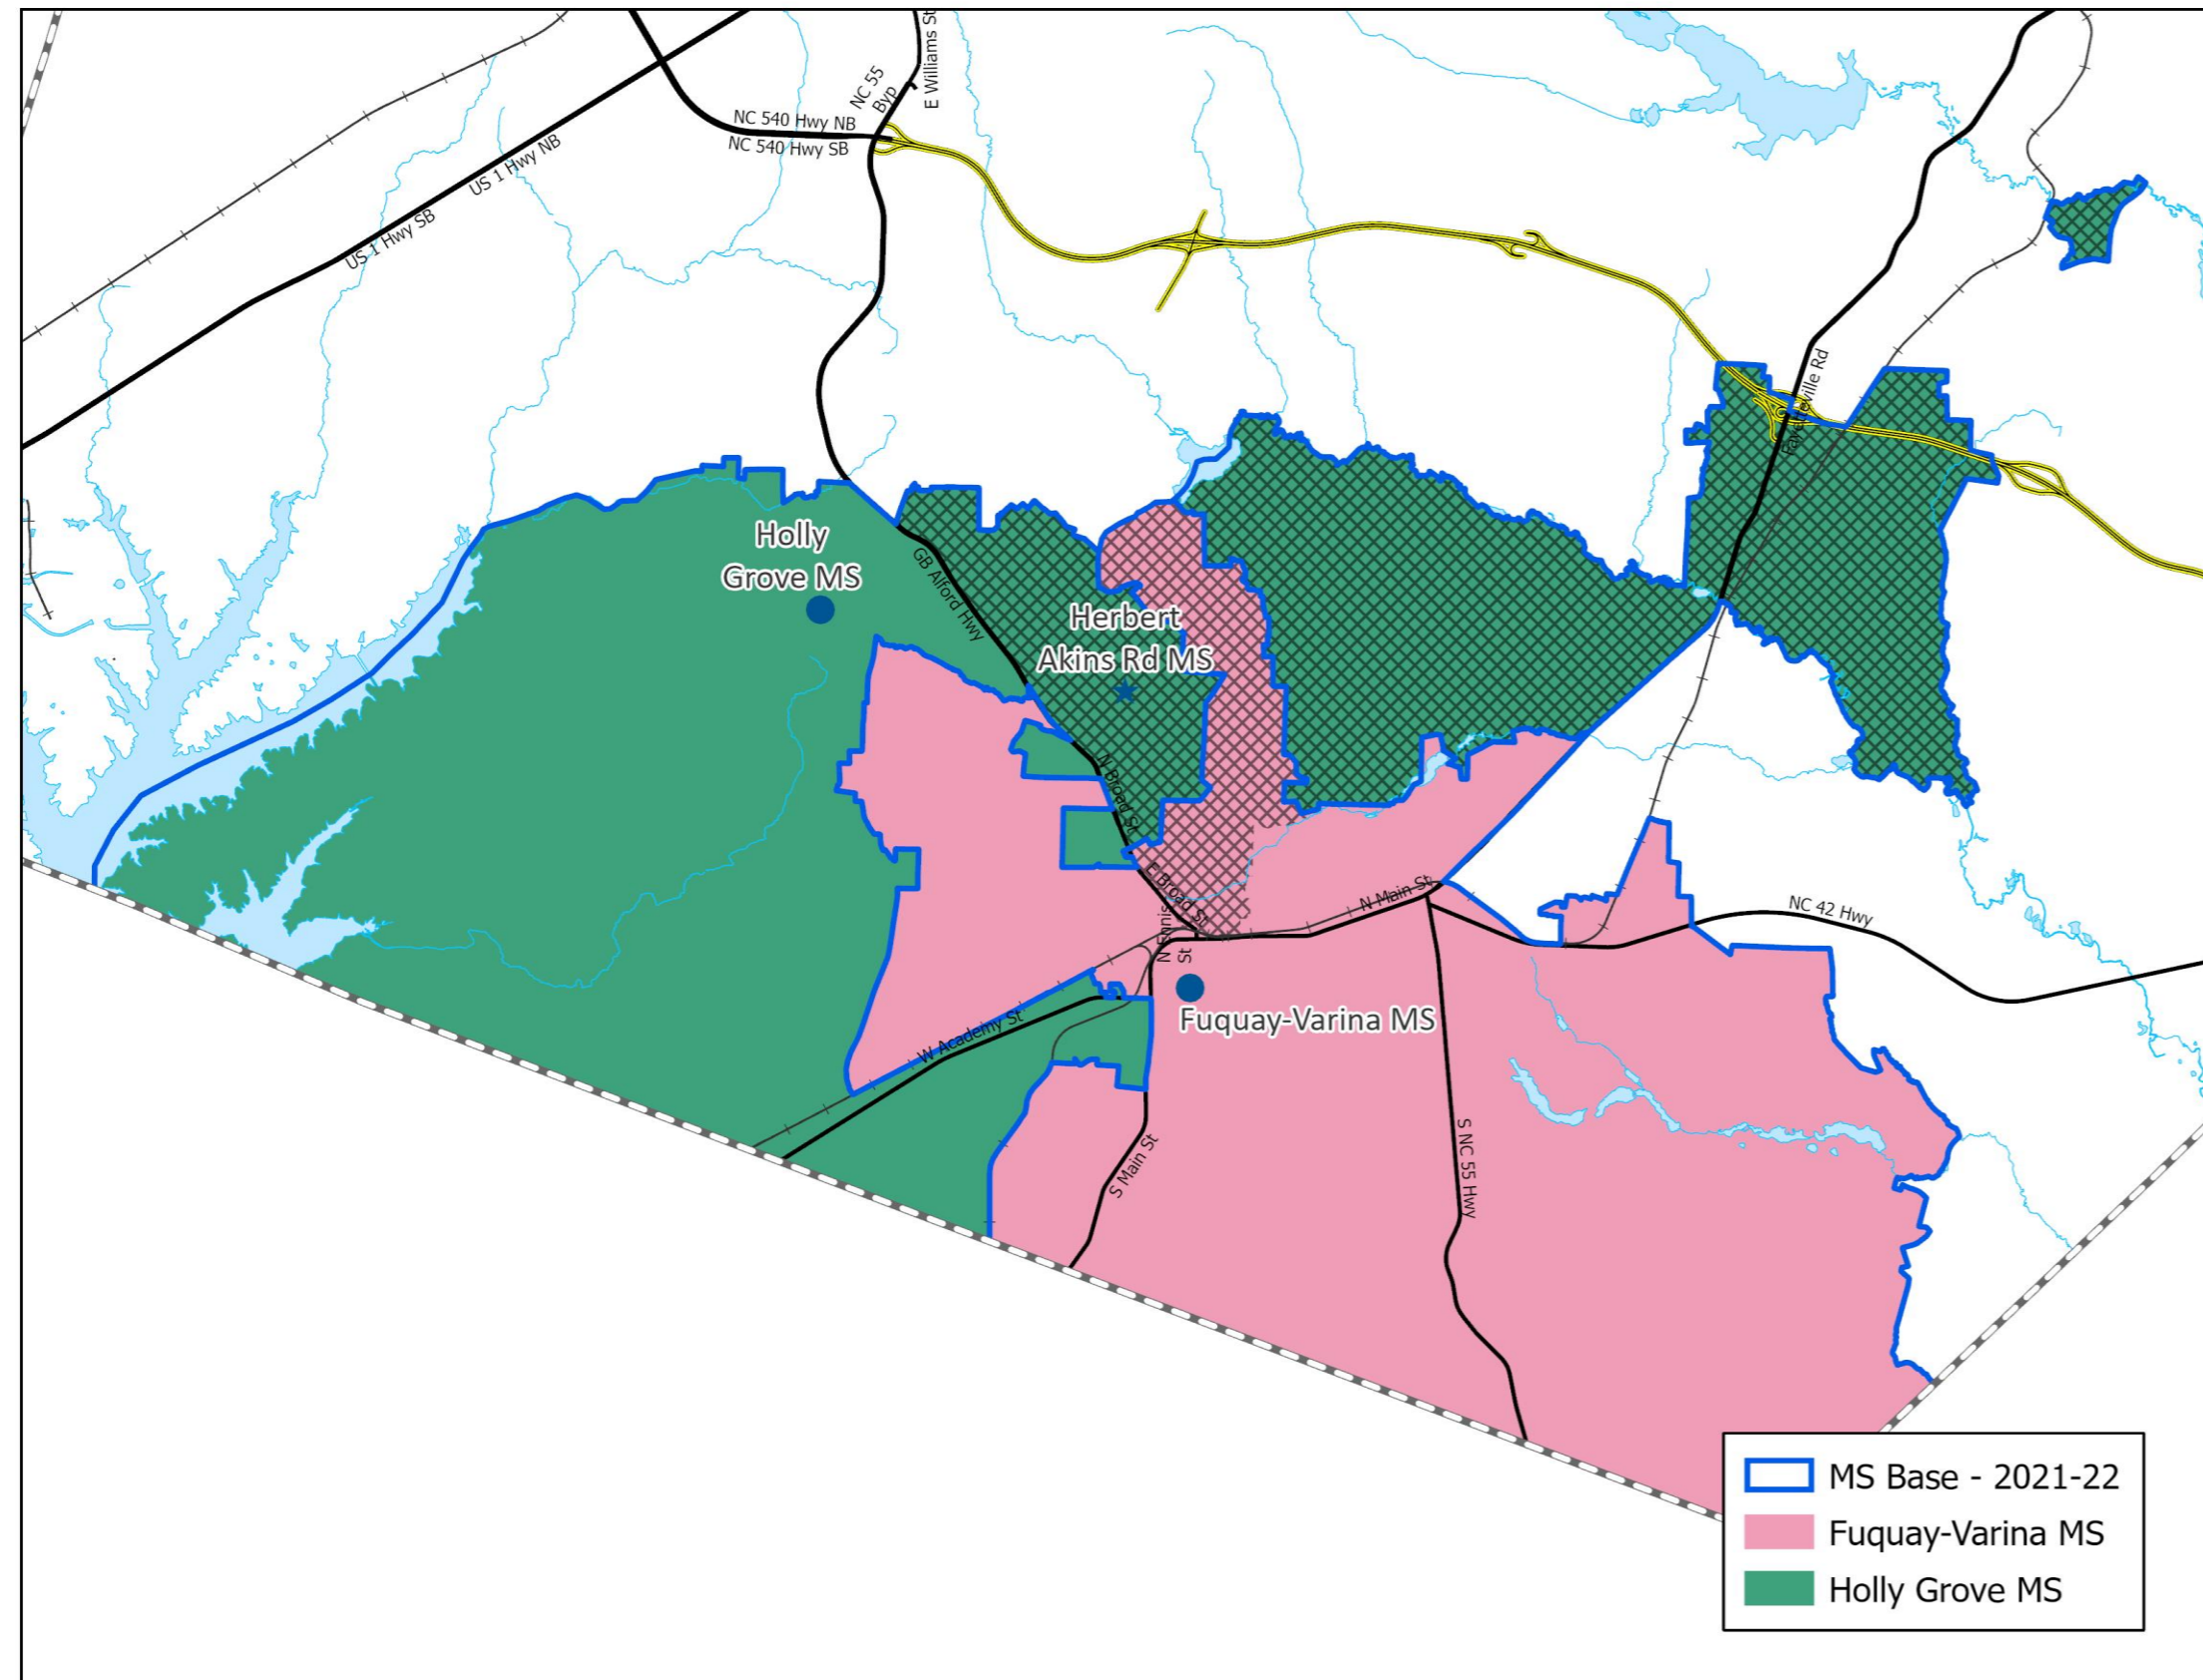 E Williams St
NC 55
Byp
NC 540 Hwy NB
NC 540 Hwy SB
US 1 Hwy NB
US 1 Hwy SB
Fayetteville Rd
Holly
Grove MS
GB Alford Hwy
Herbert
Akins Rd MS
N Broad St
E Broad St
N Main St
NC 42 Hwy
N Ennis
St
Fuquay-Varina MS
W Academy St
S Main St
S NC 55 Hwy
MS Base - 2021-22
Fuquay-Varina MS
Holly Grove MS